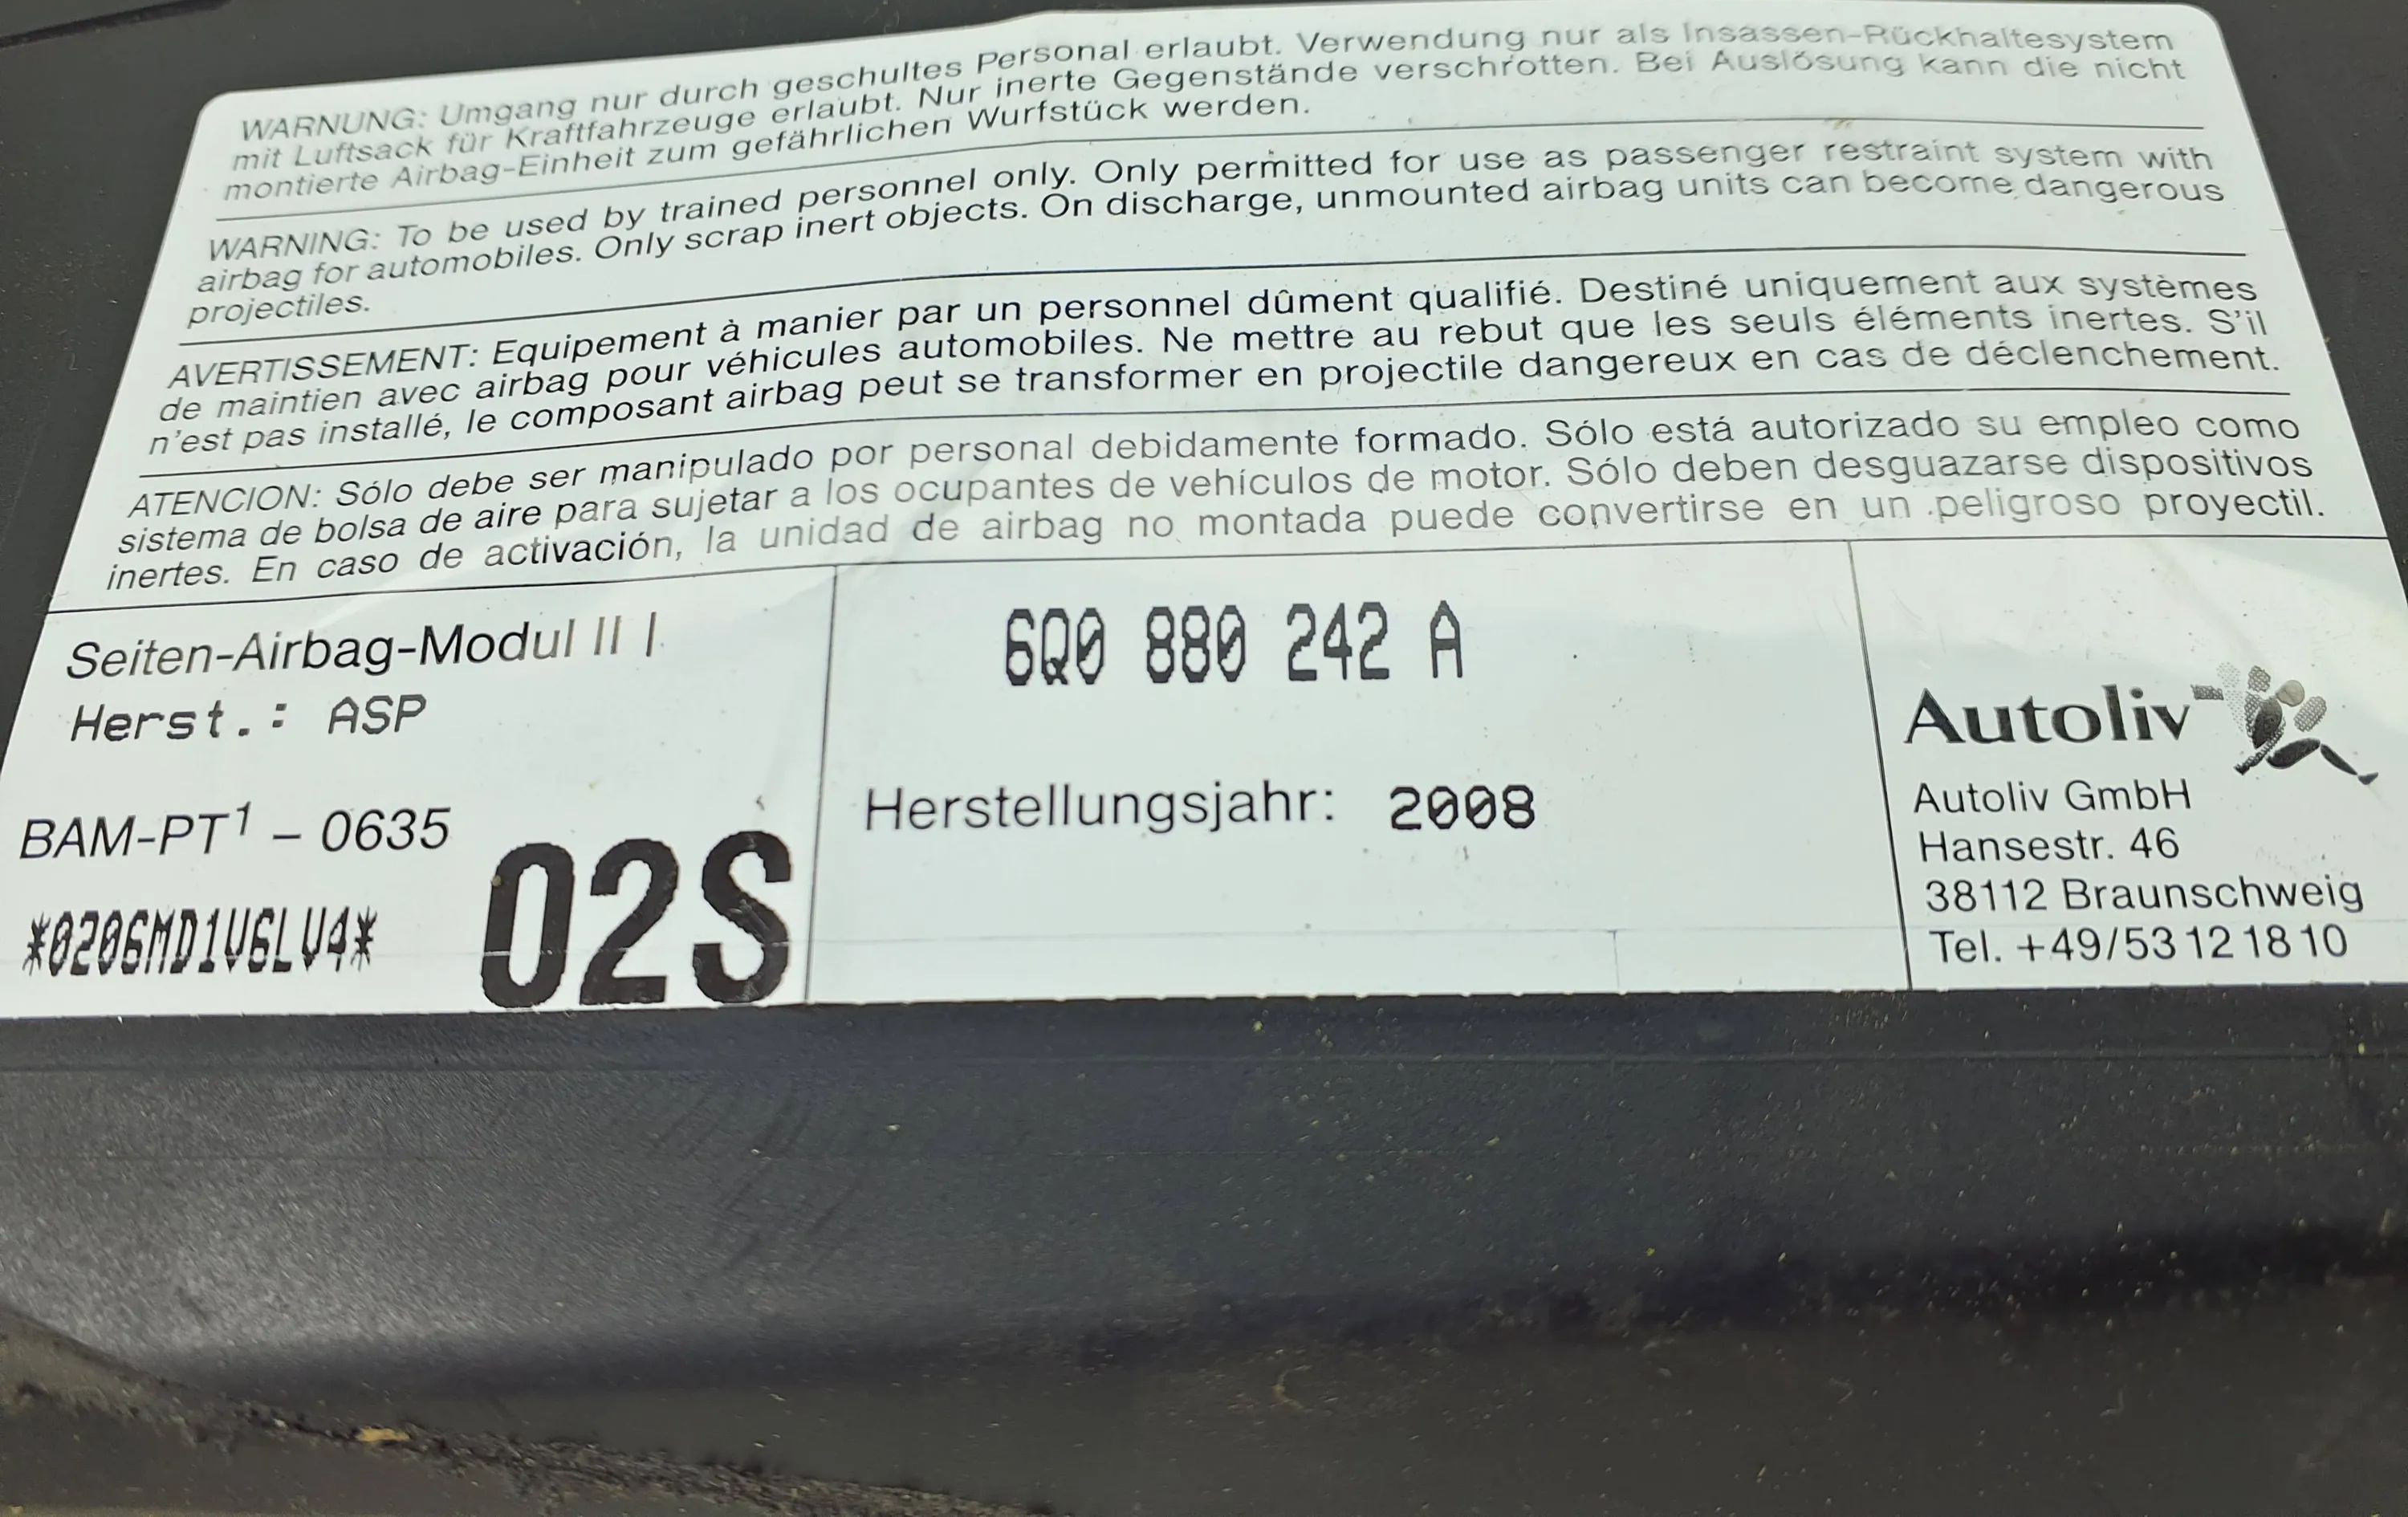 WARNUNG: Umgang nur durch geschultes Personal erlaubt. Verwendung nur als Insassen-Rückhaltesystem
mit Luftsack für Kraftfahrzeuge erlaubt. Nur inerte Gegenstände verschrotten. Bei Auslösung kann die nicht
montierte Airbag-Einheit zum gefährlichen Wurfstück werden.
WARNING: To be used by trained personnel only. Only permitted for use as passenger restraint system with
airbag for automobiles. Only scrap inert objects. On discharge, unmounted airbag units can become dangerous
projectiles.
AVERTISSEMENT: Equipement à manier par un personnel dûment qualifié. Destiné uniquement aux systèmes
de maintien avec airbag pour véhicules automobiles. Ne mettre au rebut que les seuls éléments inertes. S'il
n'est pas installé, le composant airbag peut se transformer en projectile dangereux en cas de déclenchement.
ATENCION: Sólo debe ser manipulado por personal debidamente formado. Sólo está autorizado su empleo como
sistema de bolsa de aire para sujetar a los ocupantes de vehículos de motor. Sólo deben desguazarse dispositivos
inertes. En caso de activación, la unidad de airbag no montada puede convertirse en un peligroso proyectil.
Seiten-Airbag-Modul II |
Herst.: ASP
BAM-PT1 – 0635
*0206MD1V6LV4*
02S
6Q0 880 242 A
Herstellungsjahr: 2008
Autoliv
Autoliv GmbH
Hansestr. 46
38112 Braunschweig
Tel. +49/53 12 18 10